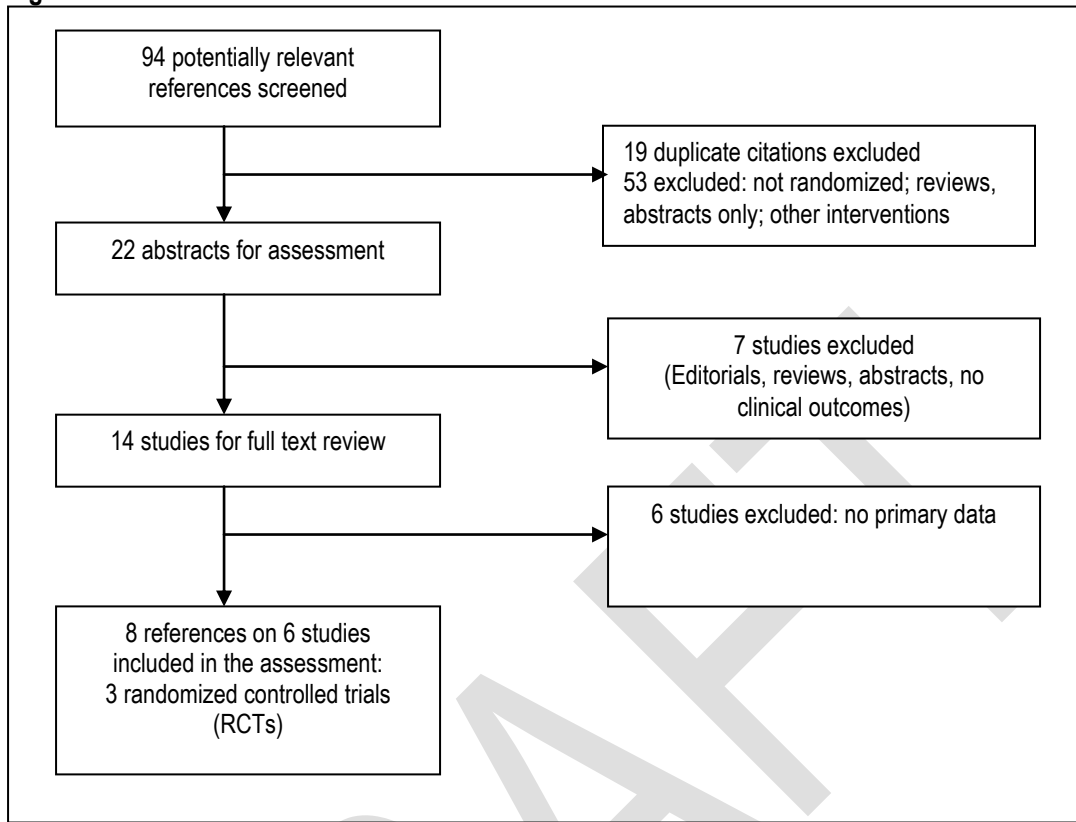 94 potentially relevant
references screened
19 duplicate citations excluded
53 excluded: not randomized; reviews,
abstracts only; other interventions
22 abstracts for assessment
7 studies excluded
(Editorials, reviews, abstracts, no
clinical outcomes)
14 studies for full text review
6 studies excluded: no primary data
8 references on 6 studies
included in the assessment:
3 randomized controlled trials
(RCTs)
DRAFT